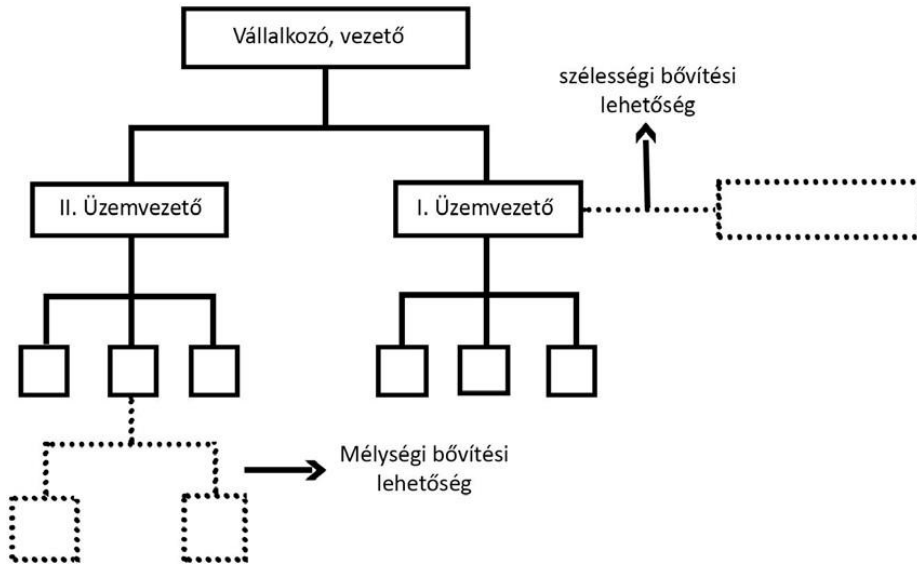 Vállalkozó, vezető
szélességi bővítési
lehetőség
II. Üzemvezető
I. Üzemvezető
Mélységi bővítési
lehetőség